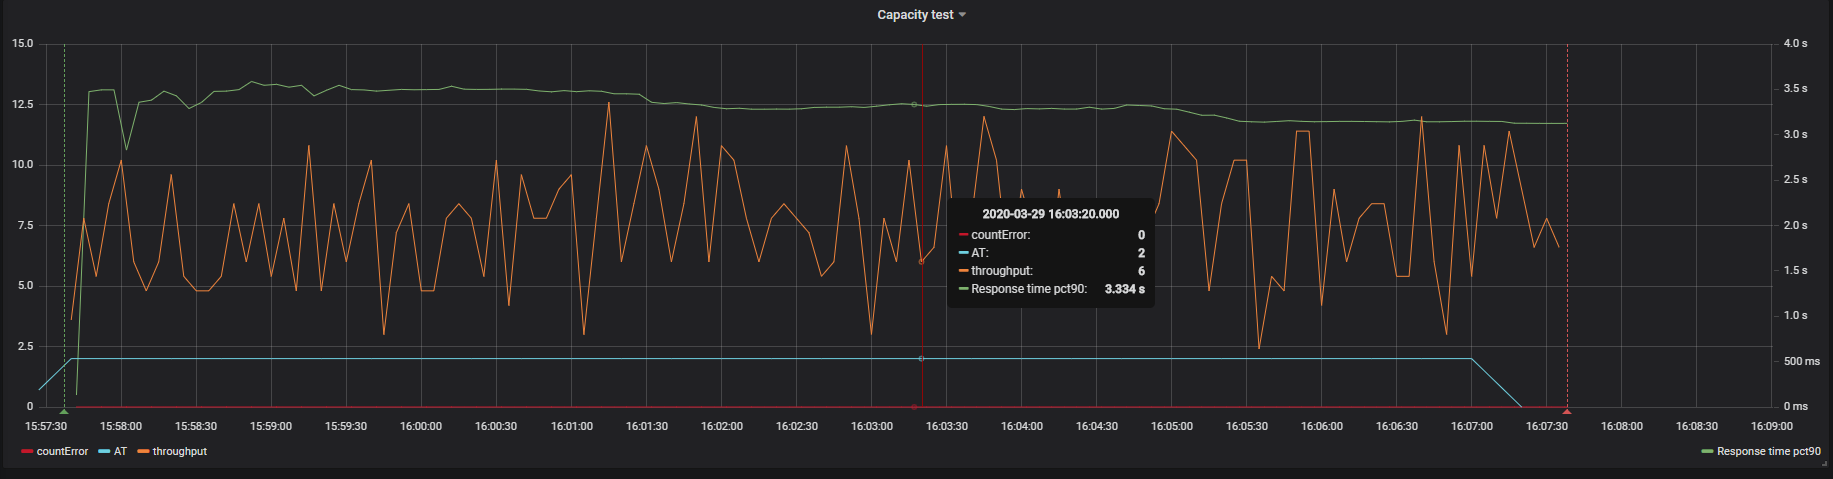 Capacity test
15.0
12.5
10.0
7.5
5.0
2.5
0
4.0 s
3.5 s
3.0 s
2.5 s
2.0 s
1.5 s
1.0 s
500 ms
0 ms
2020-03-29 16:03:20.000
countError: 0
AT: 2
throughput: 6
Response time pct90: 3.334 s
15:57:30 15:58:00 15:58:30 15:59:00 15:59:30 16:00:00 16:00:30 16:01:00 16:01:30 16:02:00 16:02:30 16:03:00 16:03:30 16:04:00 16:04:30 16:05:00 16:05:30 16:06:00 16:06:30 16:07:00 16:07:30 16:08:00 16:08:30 16:09:00
countError AT throughput Response time pct90